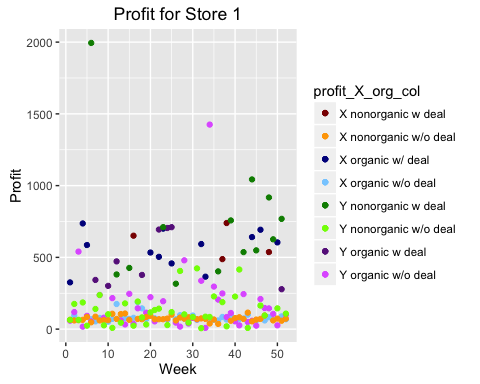 Profit for Store 1
2000
1500
1000
500
0
Profit
0 10 20 30 40 50
Week
profit_X_org_col
X nonorganic w deal
X nonorganic w/o deal
X organic w/ deal
X organic w/o deal
Y nonorganic w deal
Y nonorganic w/o deal
Y organic w deal
Y organic w/o deal